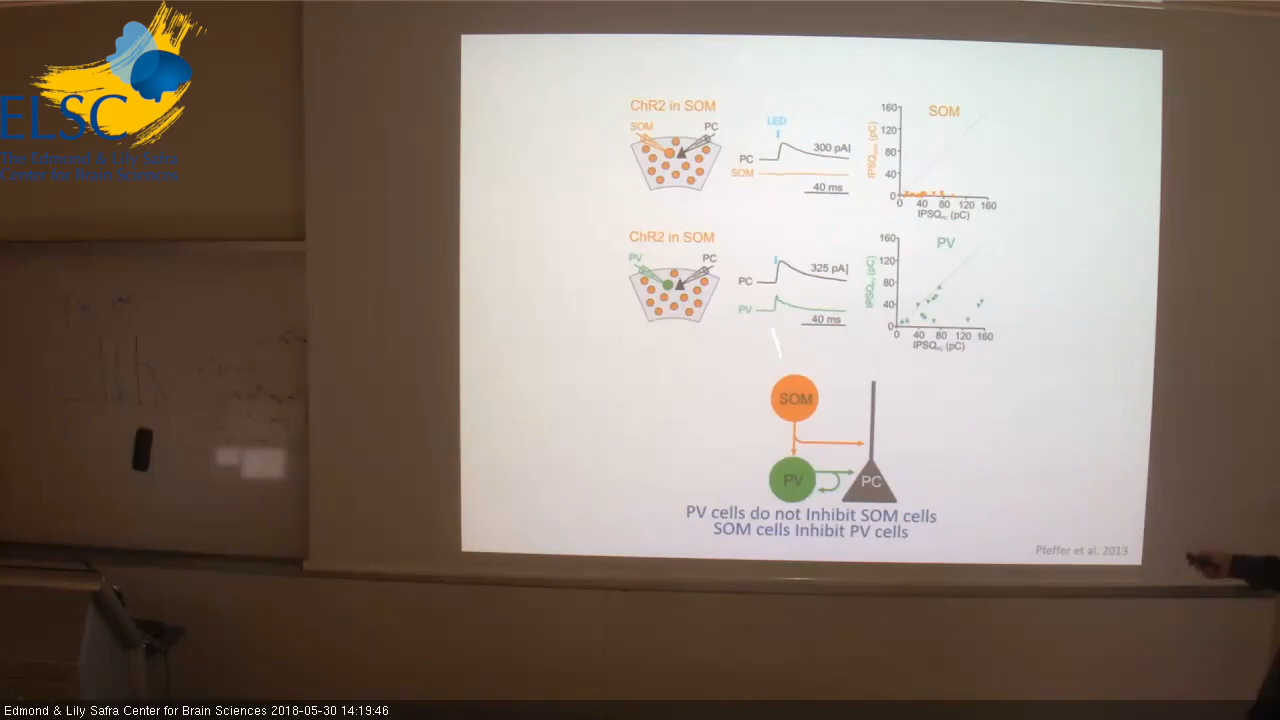 ELSC
The Edmond & Lily Safra
Center for Brain Sciences
ChR2 in SOM
SOM
PC
LED
PC
300 pA
SOM
40 ms
SOM
160
120
80
40
0
IPSQSOM (pC)
0 40 80 120 160
IPSQPC (pC)
ChR2 in SOM
PV
PC
PC
325 pA
PV
40 ms
PV
160
120
80
40
0
IPSQPV (pC)
0 40 80 120 160
IPSQPC (pC)
SOM
PV
PC
PV cells do not Inhibit SOM cells
SOM cells Inhibit PV cells
Pfeffer et al. 2013
Edmond & Lily Safra Center for Brain Sciences 2018-05-30 14:19:46